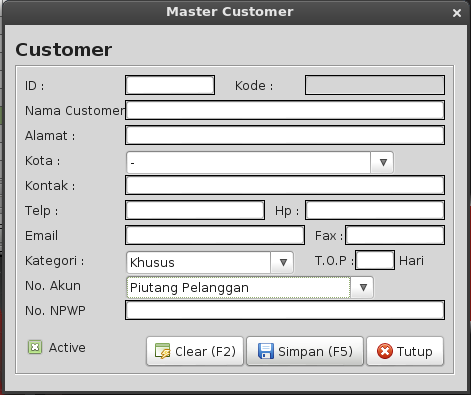 Master Customer
Customer
ID : Kode :
Nama Customer
Alamat :
Kota : -
Kontak :
Telp : Hp :
Email Fax :
Kategori : Khusus T.O.P : Hari
No. Akun Piutang Pelanggan
No. NPWP
Active Clear (F2) Simpan (F5) Tutup